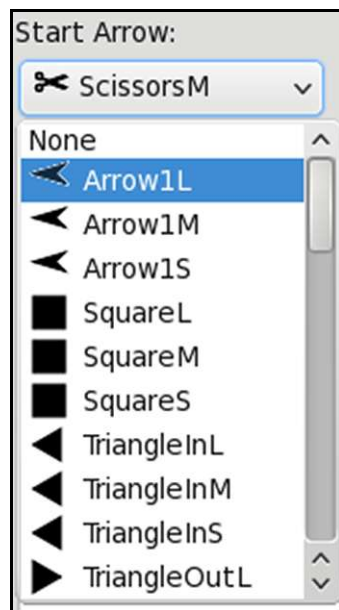 Start Arrow:
ScissorsM
None
Arrow1L
Arrow1M
Arrow1S
SquareL
SquareM
SquareS
TriangleInL
TriangleInM
TriangleInS
TriangleOutL